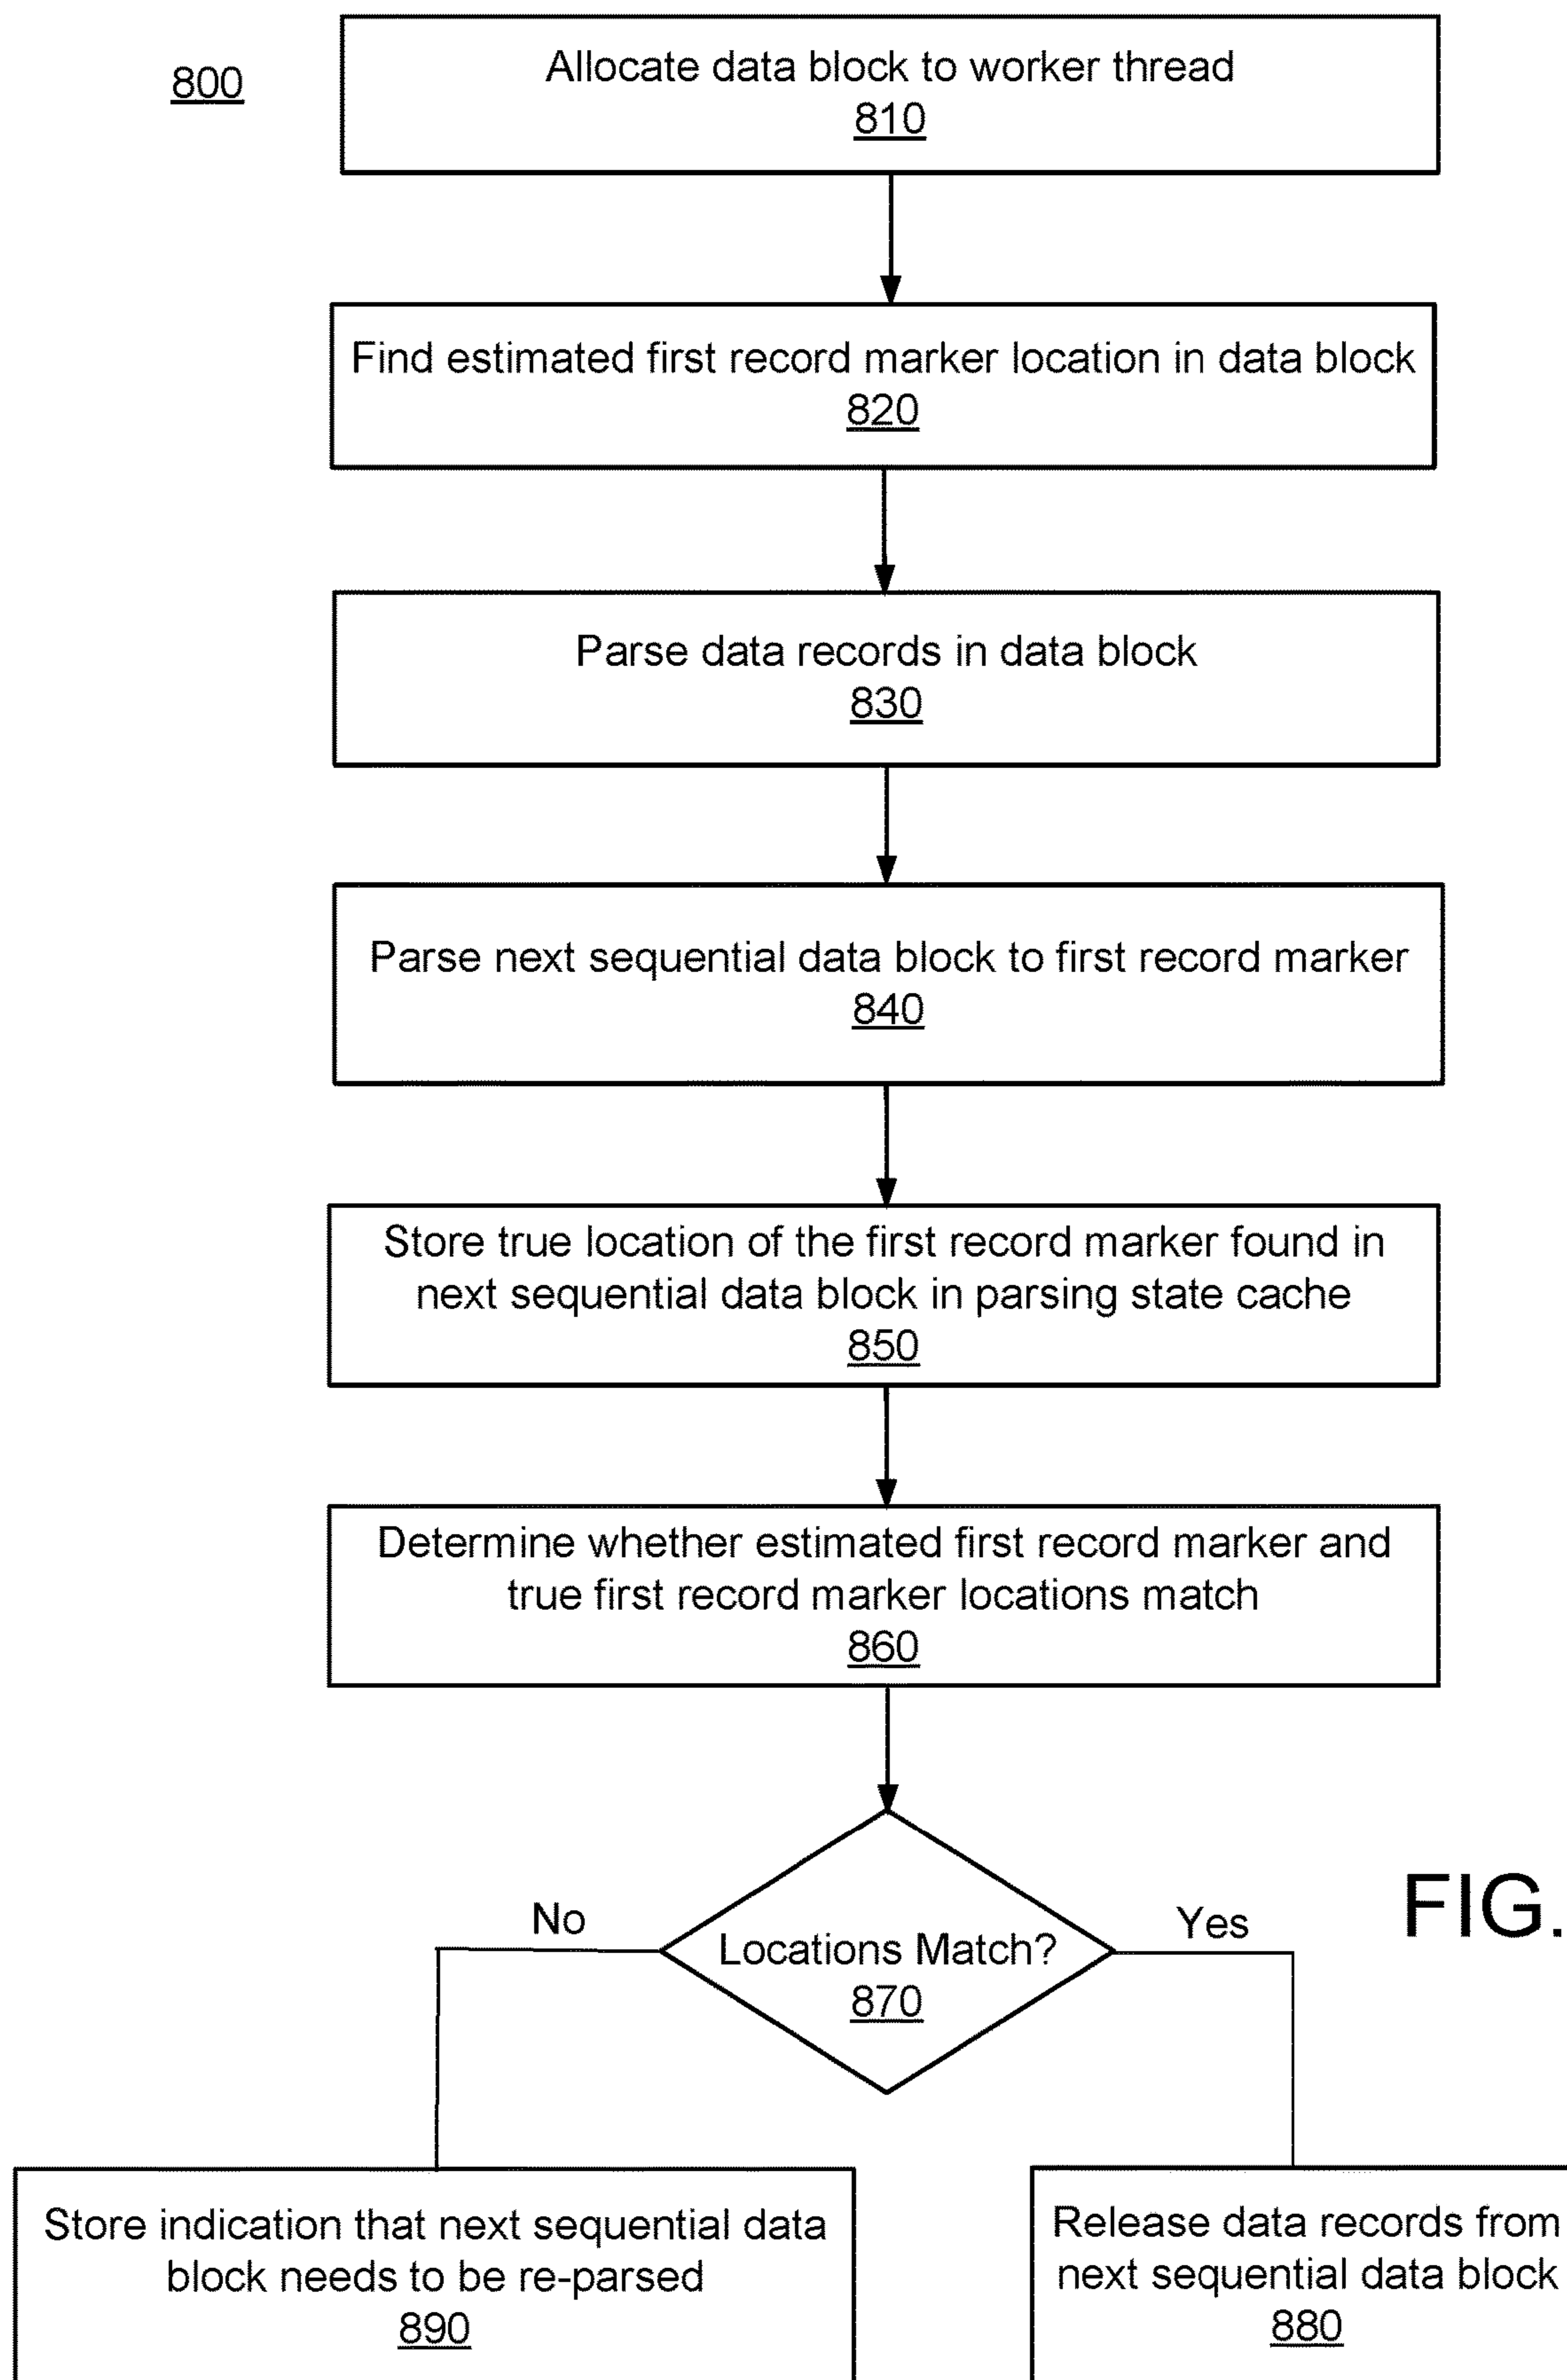 800
Allocate data block to worker thread
810
Find estimated first record marker location in data block
820
Parse data records in data block
830
Parse next sequential data block to first record marker
840
Store true location of the first record marker found in
next sequential data block in parsing state cache
850
Determine whether estimated first record marker and
true first record marker locations match
860
Locations Match?
870
No
Yes
FIG.
Store indication that next sequential data
block needs to be re-parsed
890
Release data records from
next sequential data block
880